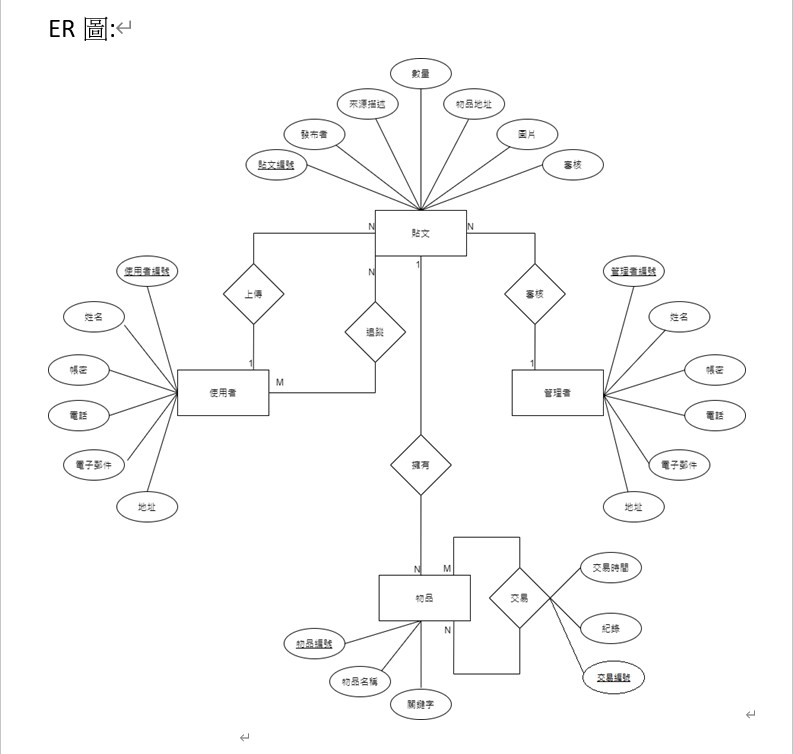 ER 圖:
數量
來源描述
物品地址
發布者
圖片
貼文編號
審核
N
貼文
N
N
1
使用者編號
上傳
審核
管理者編號
姓名
追蹤
姓名
1
1
帳密
M
帳密
使用者
管理者
電話
電話
電子郵件
擁有
電子郵件
地址
地址
N
M
交易時間
物品
交易
N
紀錄
物品編號
交易編號
物品名稱
關鍵字